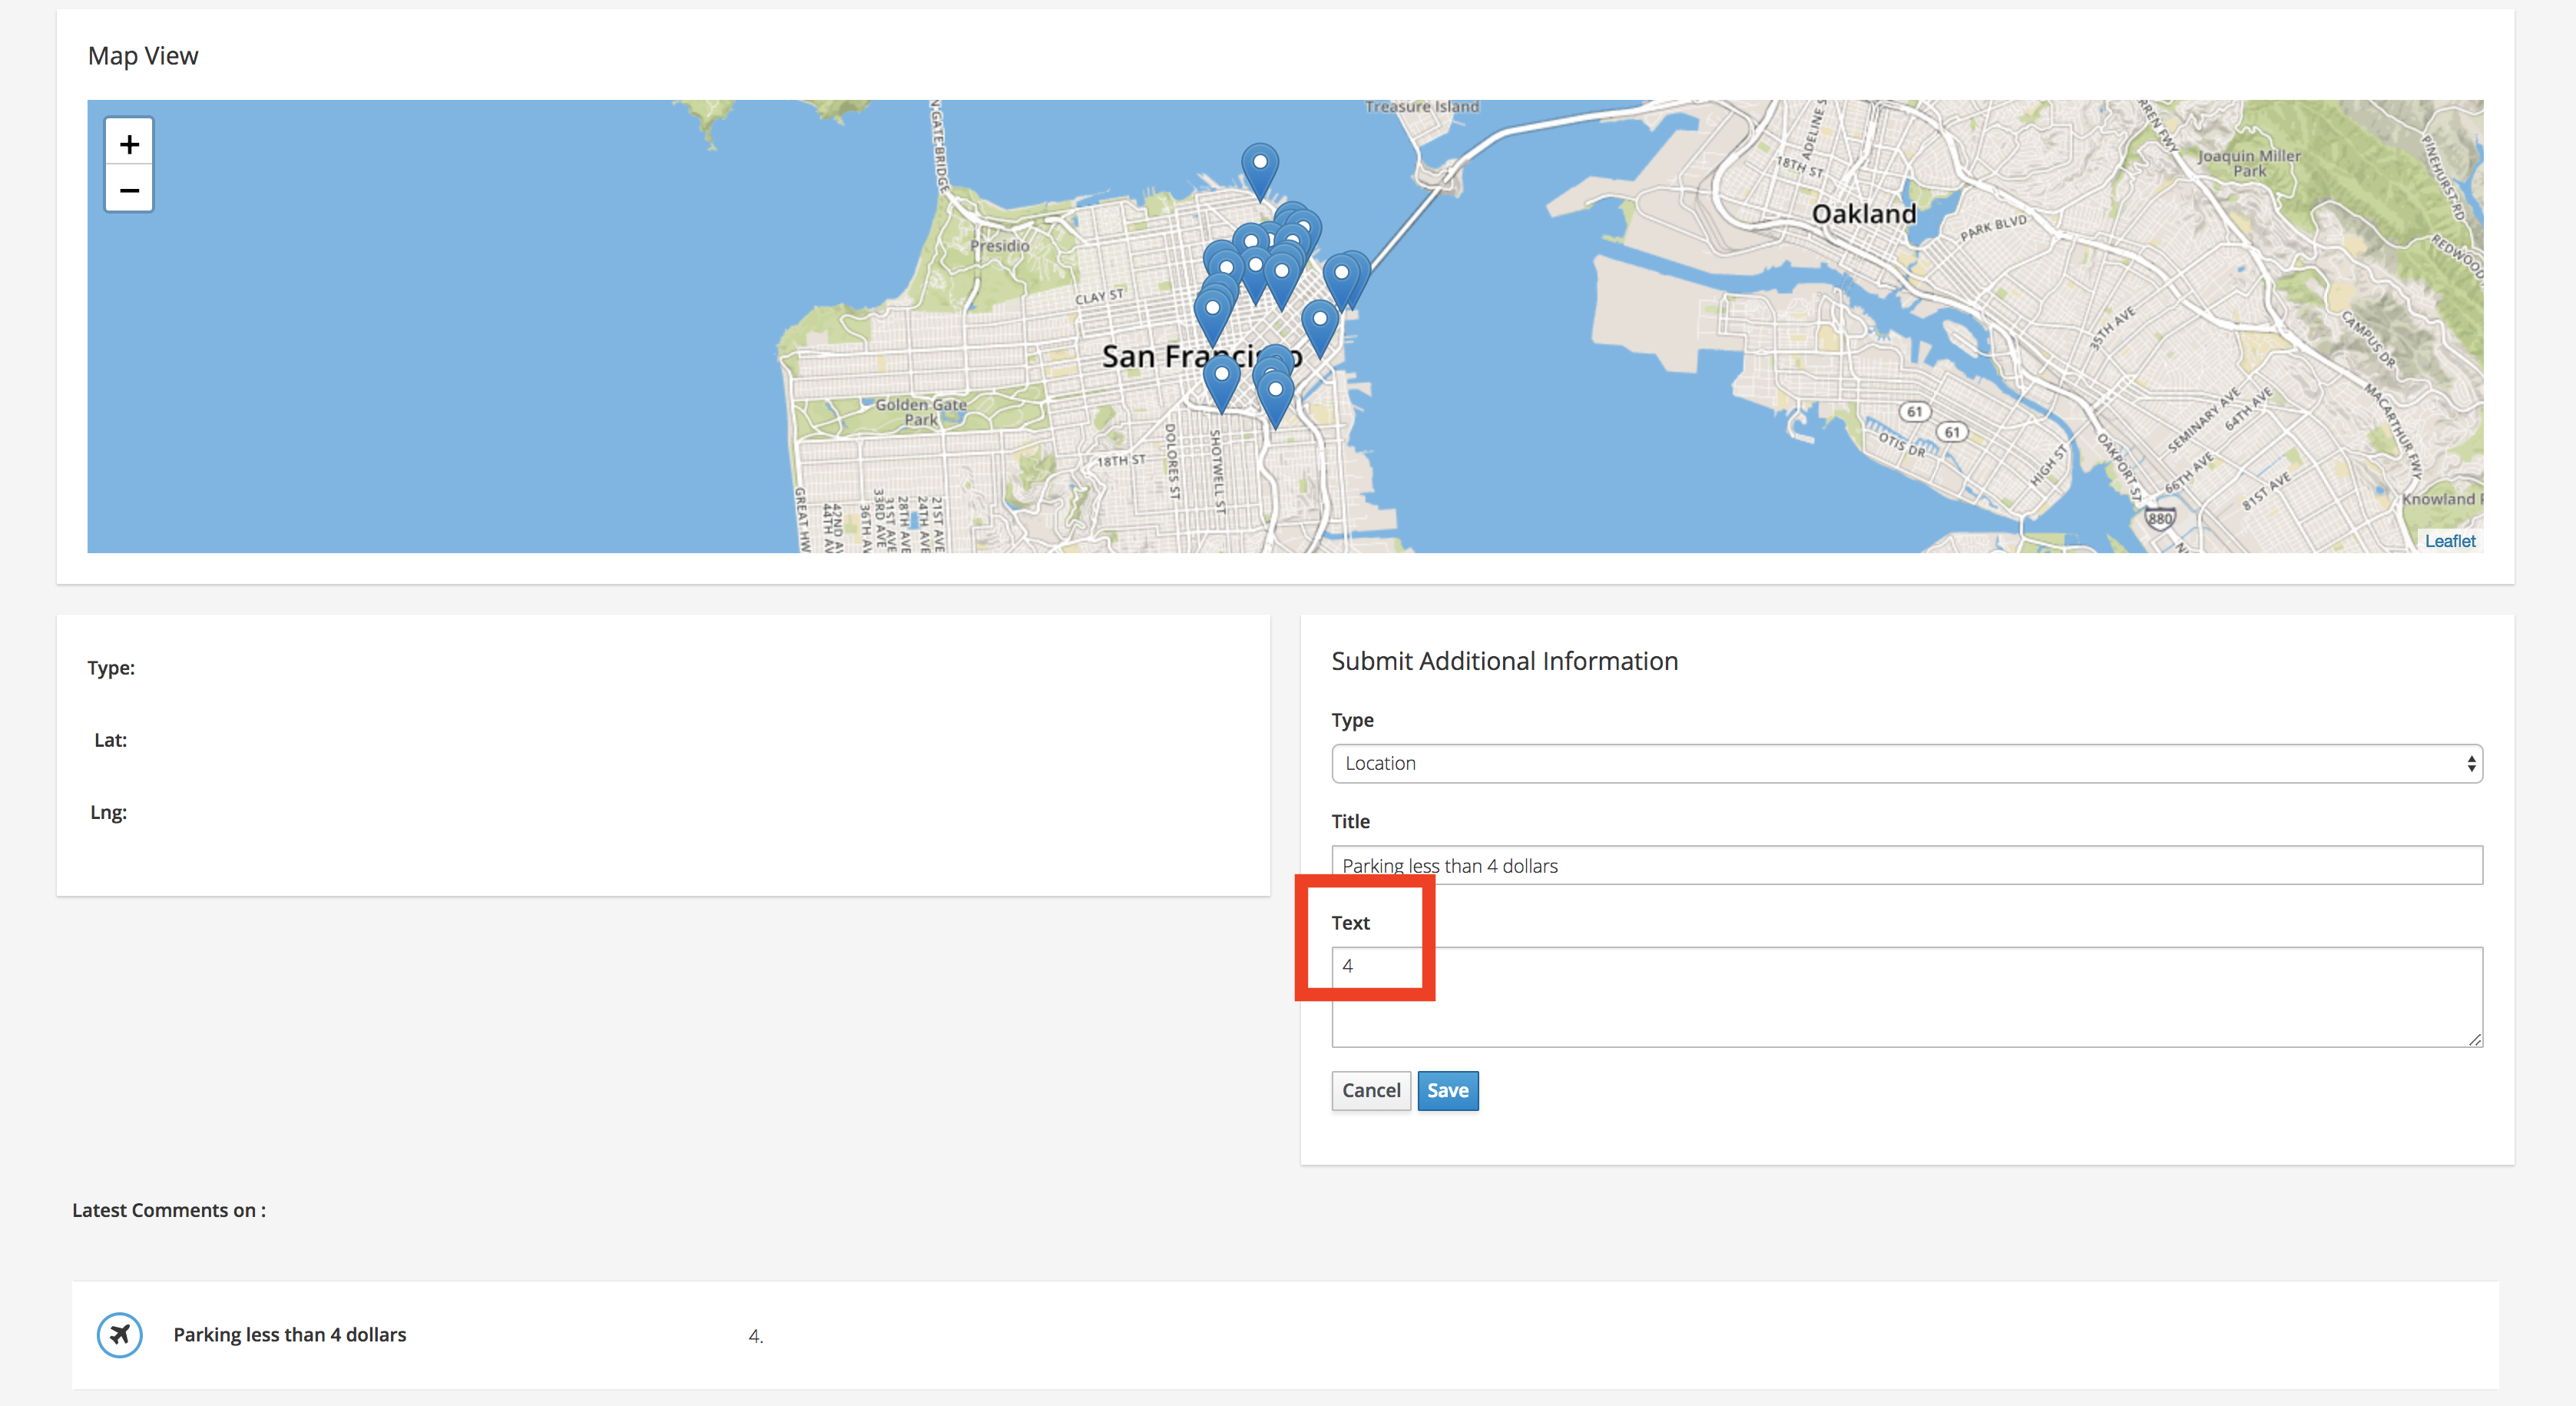 Map View
+
−
Treasure Island
N GATE BRIDGE
ADELINE S
18TH ST
RREN FWY
Joaquin Miller
Park
PINEHURST RD
Oakland
PARK BLVD
REDWOOD
Presidio
CLAY ST
San Francisco
35TH AVE
CAMPUS DR
Golden Gate
Park
61
61
OTIS DR
SEMINARY AVE
64TH AVE
MACARTHUR FWY
DOLORES ST
SHOTWELL ST
18TH ST
HIGH ST
OAKPORT ST
66TH AVE
81ST AVE
Knowland
GREAT HW
44TH AV
42ND A
36TH AV
33RD AVE
31ST AVE
28TH AVE
24TH AVE
21ST AVE
880
Leaflet
Type:
Lat:
Lng:
Submit Additional Information
Type
Location
Title
Parking less than 4 dollars
Text
4
Cancel
Save
Latest Comments on :
Parking less than 4 dollars
4.